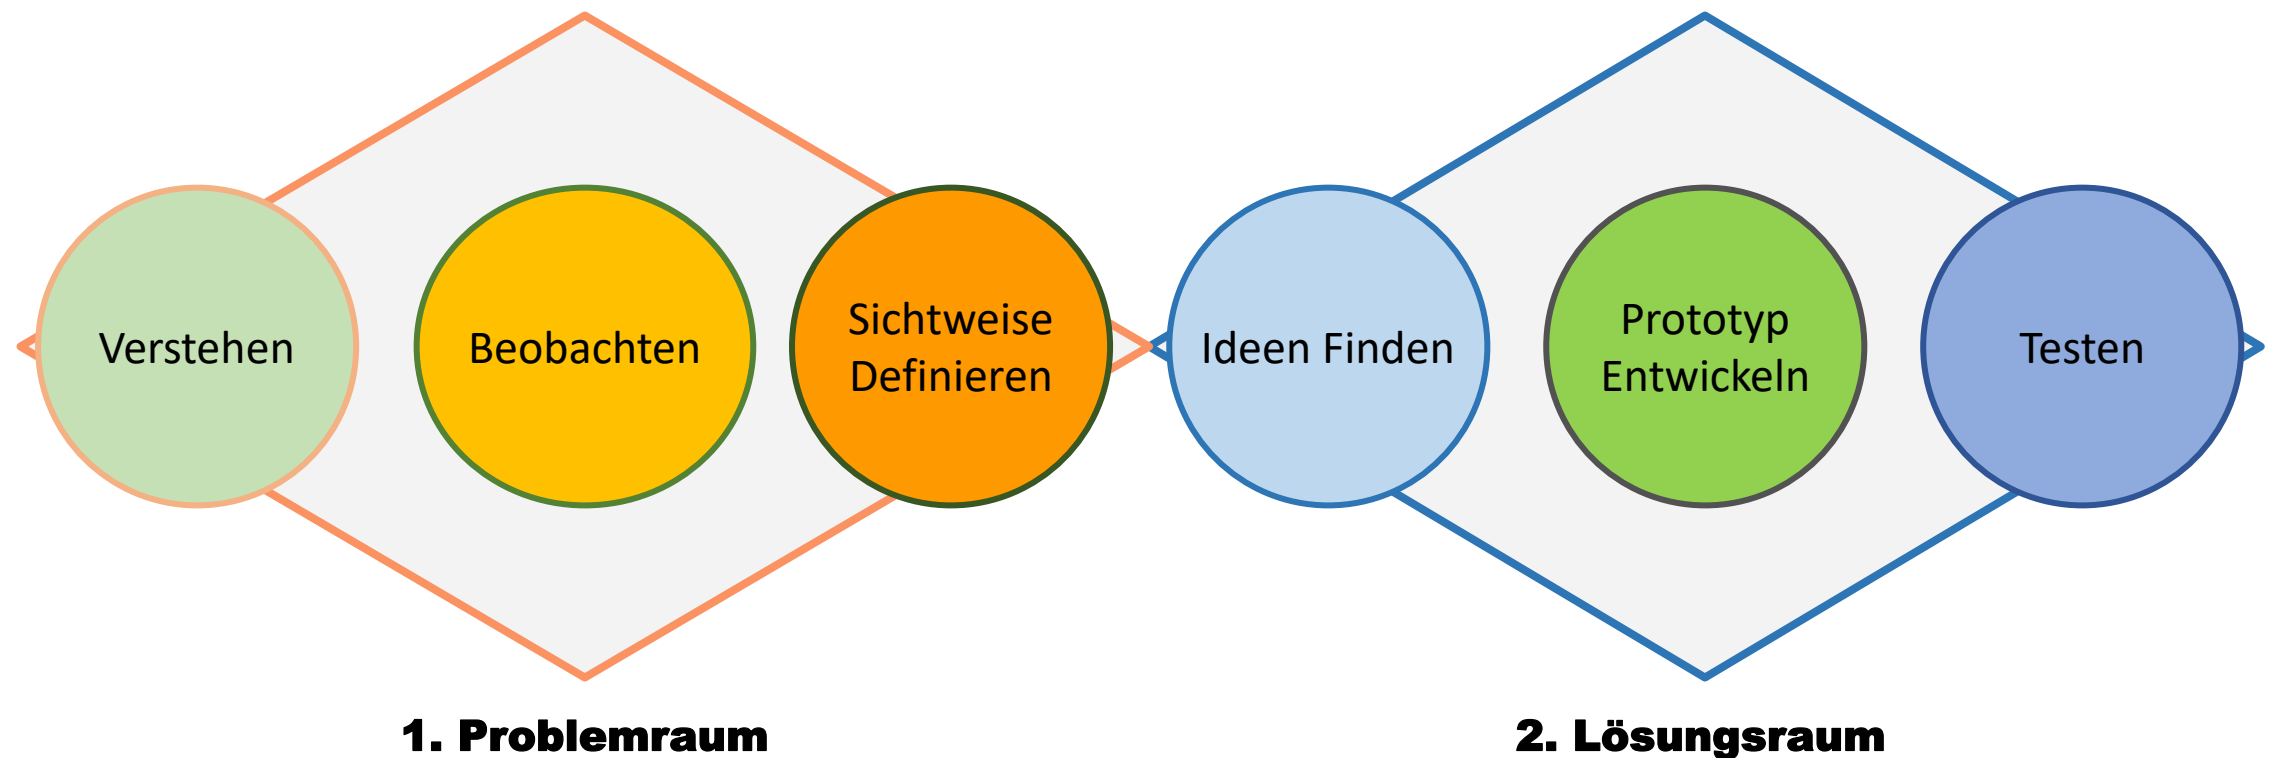 Verstehen
Beobachten
Sichtweise
Definieren
Ideen Finden
Prototyp
Entwickeln
Testen
1. Problemraum
2. Lösungsraum